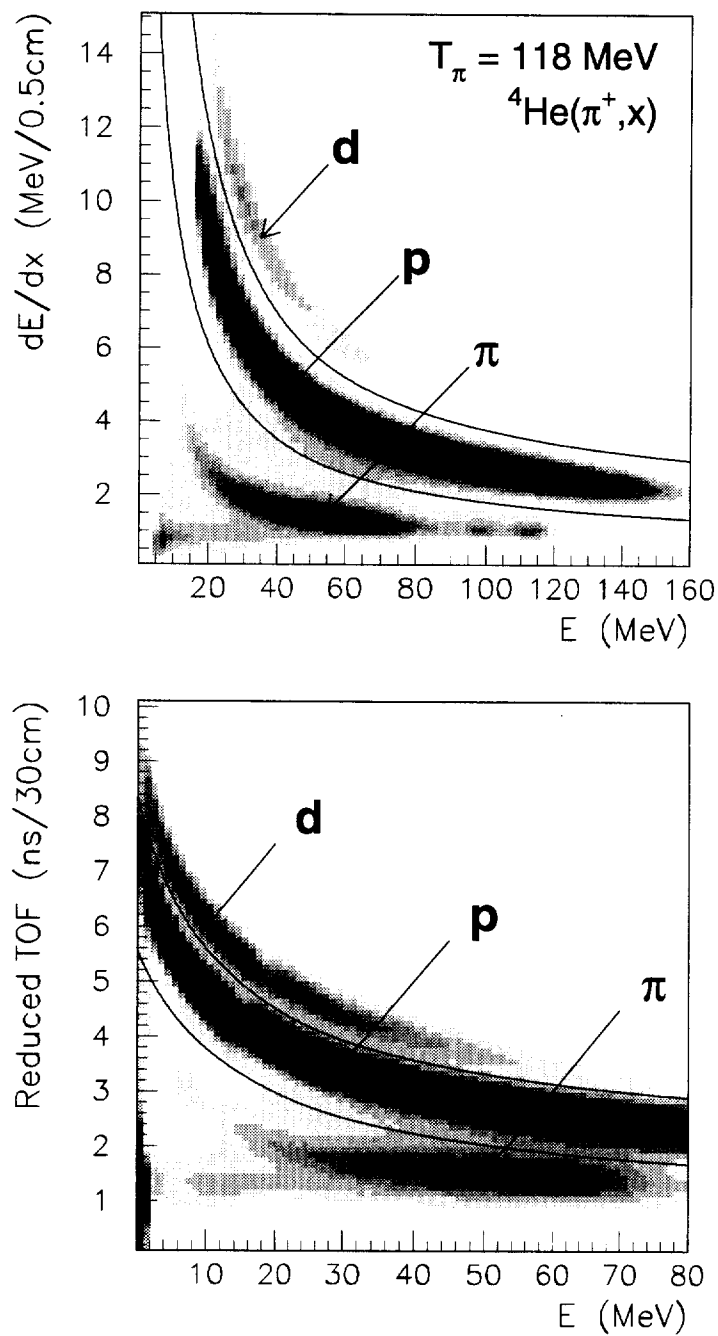 14
12
10
8
6
4
2
dE/dx (MeV/0.5cm)
T_π = 118 MeV
⁴He(π⁺,x)
d
p
π
20 40 60 80 100 120 140 160
E (MeV)
10
9
8
7
6
5
4
3
2
1
Reduced TOF (ns/30cm)
d
p
π
10 20 30 40 50 60 70 80
E (MeV)